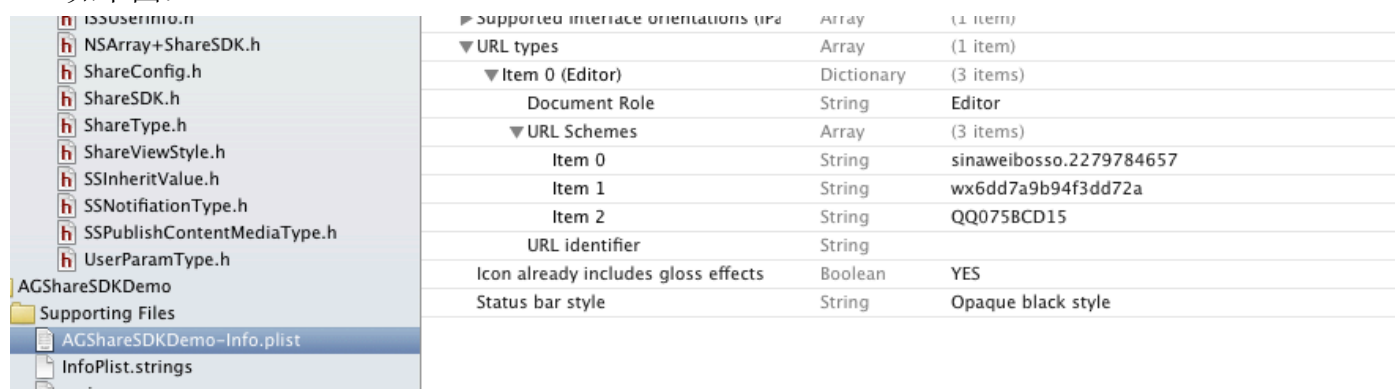 ISSUserInfo.h
NSArray+ShareSDK.h
ShareConfig.h
ShareSDK.h
ShareType.h
ShareViewStyle.h
SSInheritValue.h
SSNotifiationType.h
SSPublishContentMediaType.h
UserParamType.h
AGShareSDKDemo
Supporting Files
AGShareSDKDemo-Info.plist
InfoPlist.strings
Supported interface orientations (iPa Array (1 item)
URL types Array (1 item)
Item 0 (Editor) Dictionary (3 items)
Document Role String Editor
URL Schemes Array (3 items)
Item 0 String sinaweibosso.2279784657
Item 1 String wx6dd7a9b94f3dd72a
Item 2 String QQ075BCD15
URL identifier String
Icon already includes gloss effects Boolean YES
Status bar style String Opaque black style